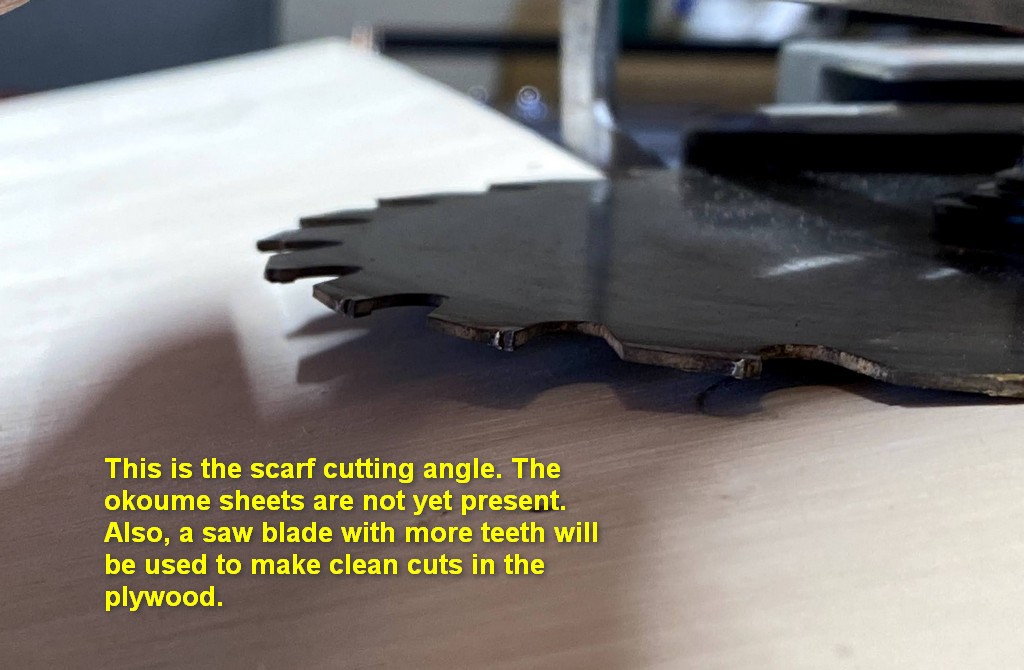 This is the scarf cutting angle. The
okoume sheets are not yet present.
Also, a saw blade with more teeth will
be used to make clean cuts in the
plywood.